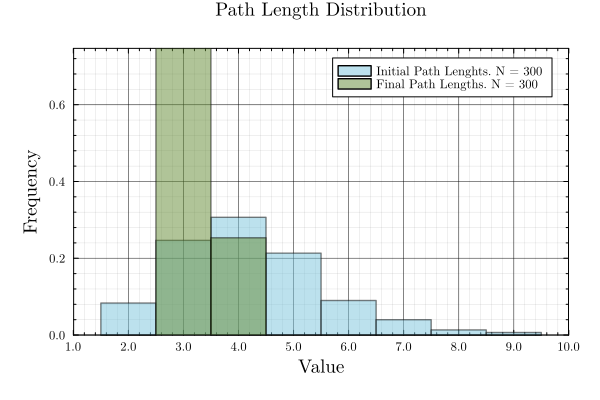 Path Length Distribution
Initial Path Lenghts. N = 300
Final Path Lengths. N = 300
Frequency
0.6
0.4
0.2
0.0
1.0 2.0 3.0 4.0 5.0 6.0 7.0 8.0 9.0 10.0
Value